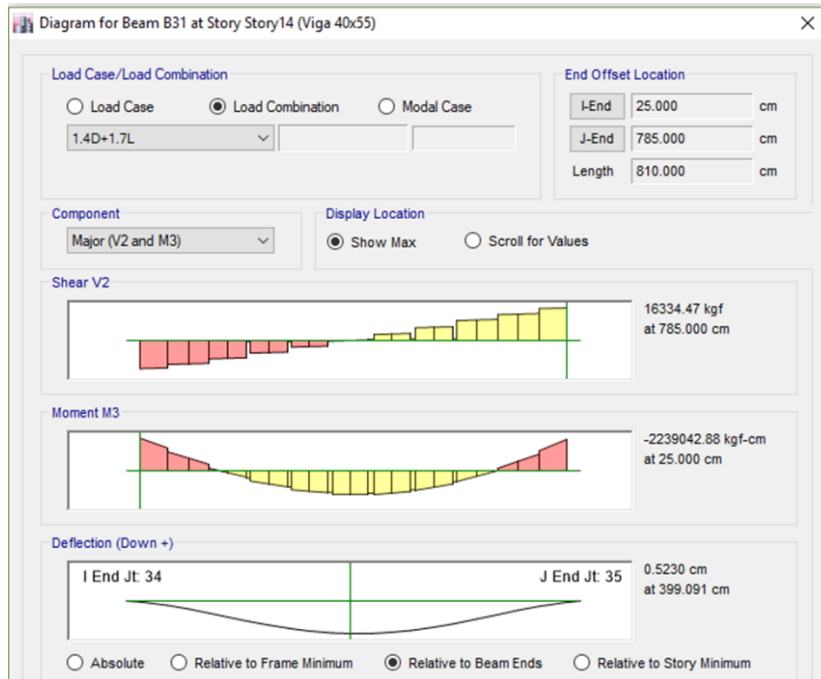 Diagram for Beam B31 at Story Story14 (Viga 40x55)
Load Case/Load Combination
Load Case
Load Combination
Modal Case
1.4D+1.7L
End Offset Location
I-End 25.000 cm
J-End 785.000 cm
Length 810.000 cm
Component
Major (V2 and M3)
Display Location
Show Max
Scroll for Values
Shear V2
16334.47 kgf
at 785.000 cm
Moment M3
-2239042.88 kgf-cm
at 25.000 cm
Deflection (Down +)
I End Jt: 34
J End Jt: 35
0.5230 cm
at 399.091 cm
Absolute
Relative to Frame Minimum
Relative to Beam Ends
Relative to Story Minimum